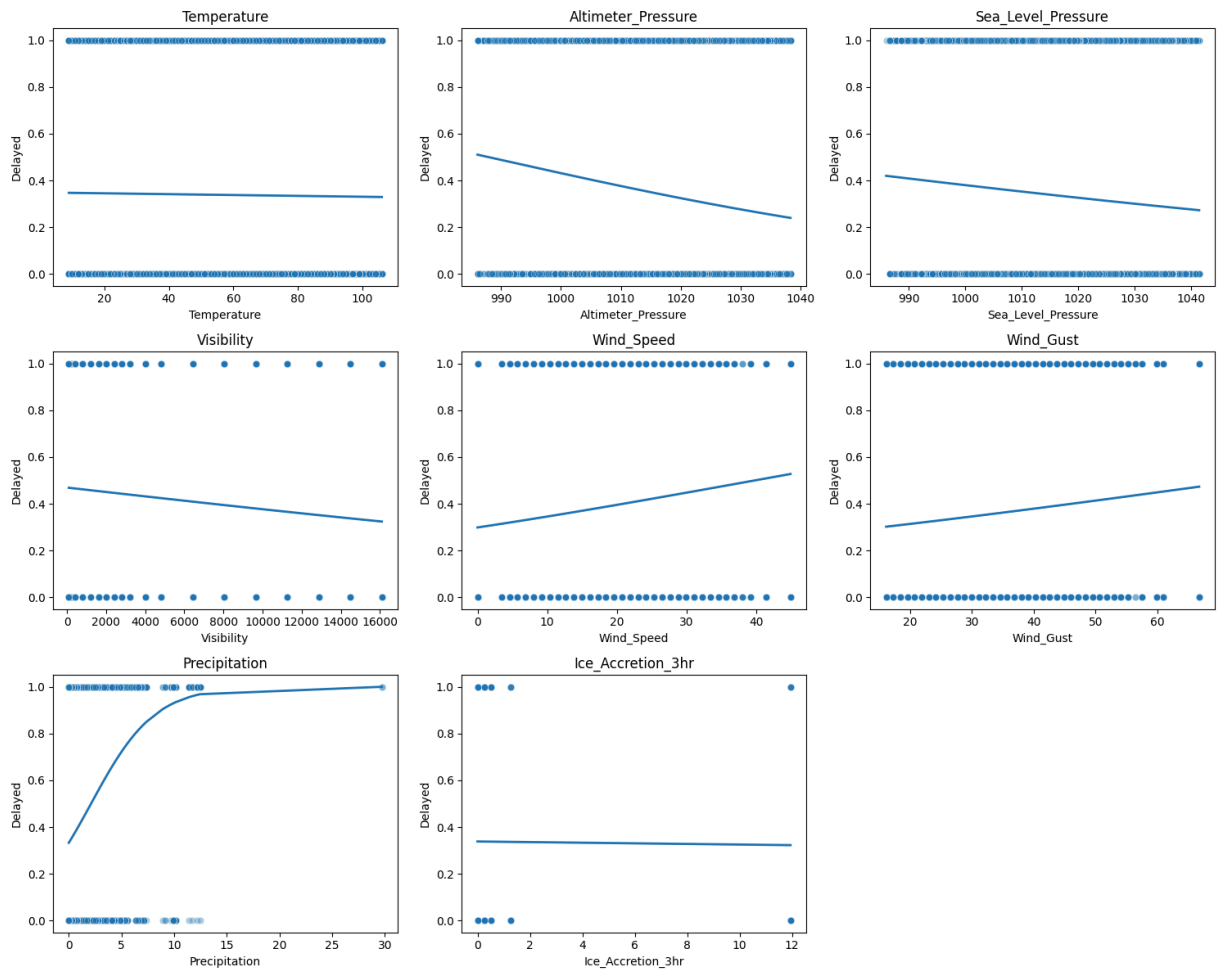 Temperature
1.0
0.8
0.6
0.4
0.2
0.0
Delayed
20 40 60 80 100
Temperature
Altimeter_Pressure
1.0
0.8
0.6
0.4
0.2
0.0
Delayed
990 1000 1010 1020 1030 1040
Altimeter_Pressure
Sea_Level_Pressure
1.0
0.8
0.6
0.4
0.2
0.0
Delayed
990 1000 1010 1020 1030 1040
Sea_Level_Pressure
Visibility
1.0
0.8
0.6
0.4
0.2
0.0
Delayed
0 2000 4000 6000 8000 10000 12000 14000 16000
Visibility
Wind_Speed
1.0
0.8
0.6
0.4
0.2
0.0
Delayed
0 10 20 30 40
Wind_Speed
Wind_Gust
1.0
0.8
0.6
0.4
0.2
0.0
Delayed
20 30 40 50 60
Wind_Gust
Precipitation
1.0
0.8
0.6
0.4
0.2
0.0
Delayed
0 5 10 15 20 25 30
Precipitation
Ice_Accretion_3hr
1.0
0.8
0.6
0.4
0.2
0.0
Delayed
0 2 4 6 8 10 12
Ice_Accretion_3hr